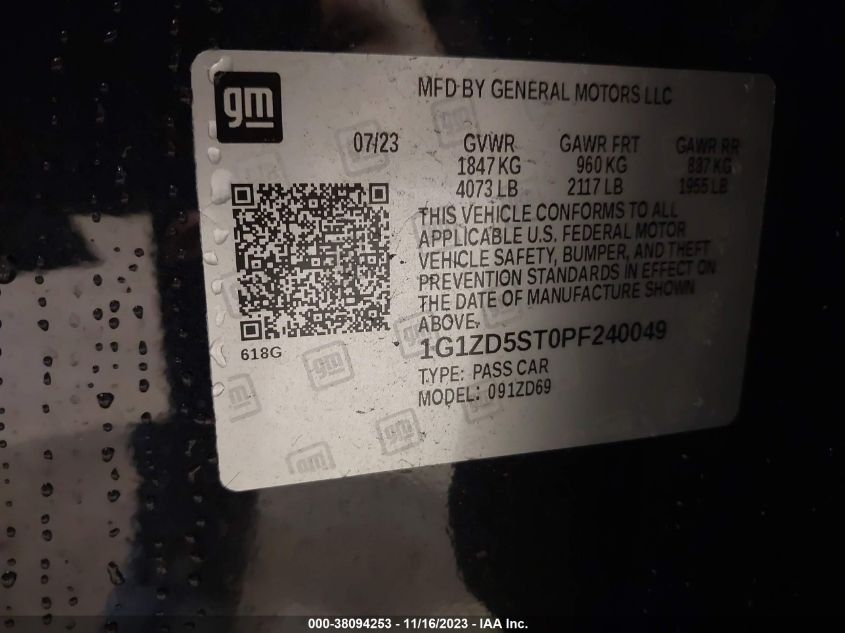 gm
MFD BY GENERAL MOTORS LLC
07/23 GVWR GAWR FRT GAWR RR
1847 KG 960 KG 887 KG
4073 LB 2117 LB 1955 LB
THIS VEHICLE CONFORMS TO ALL
APPLICABLE U.S. FEDERAL MOTOR
VEHICLE SAFETY, BUMPER, AND THEFT
PREVENTION STANDARDS IN EFFECT ON
THE DATE OF MANUFACTURE SHOWN
ABOVE.
618G
1G1ZD5ST0PF240049
TYPE: PASS CAR
MODEL: 091ZD69
000-38094253 - 11/16/2023 - IAA Inc.